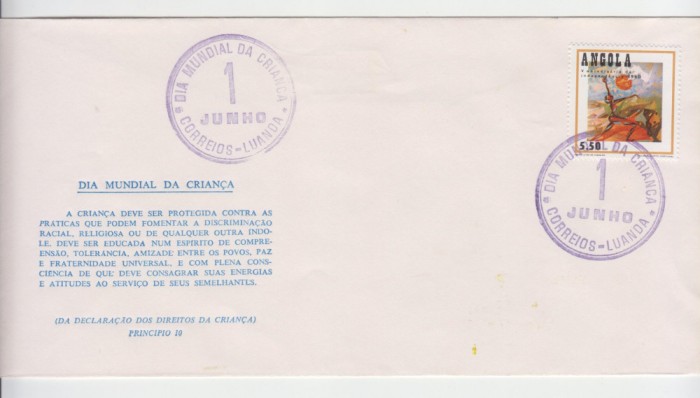 DIA MUNDIAL DA CRIANÇA
1
JUNHO
CORREIOS-LUANDA
ANGOLA
5.50
DIA MUNDIAL DA CRIANÇA
1
JUNHO
CORREIOS-LUANDA
DIA MUNDIAL DA CRIANÇA
A CRIANÇA DEVE SER PROTEGIDA CONTRA AS
PRÁTICAS QUE PODEM FOMENTAR A DISCRIMINAÇÃO
RACIAL, RELIGIOSA OU DE QUALQUER OUTRA INDO-
LE. DEVE SER EDUCADA NUM ESPIRITO DE COMPRE-
ENSÃO, TOLERÂNCIA, AMIZADE ENTRE OS POVOS, PAZ
E FRATERNIDADE UNIVERSAL, E COM PLENA CONS-
CIÊNCIA DE QUE DEVE CONSAGRAR SUAS ENERGIAS
E ATITUDES AO SERVIÇO DE SEUS SEMELHANTES.
(DA DECLARAÇÃO DOS DIREITOS DA CRIANÇA)
PRINCIPIO 10